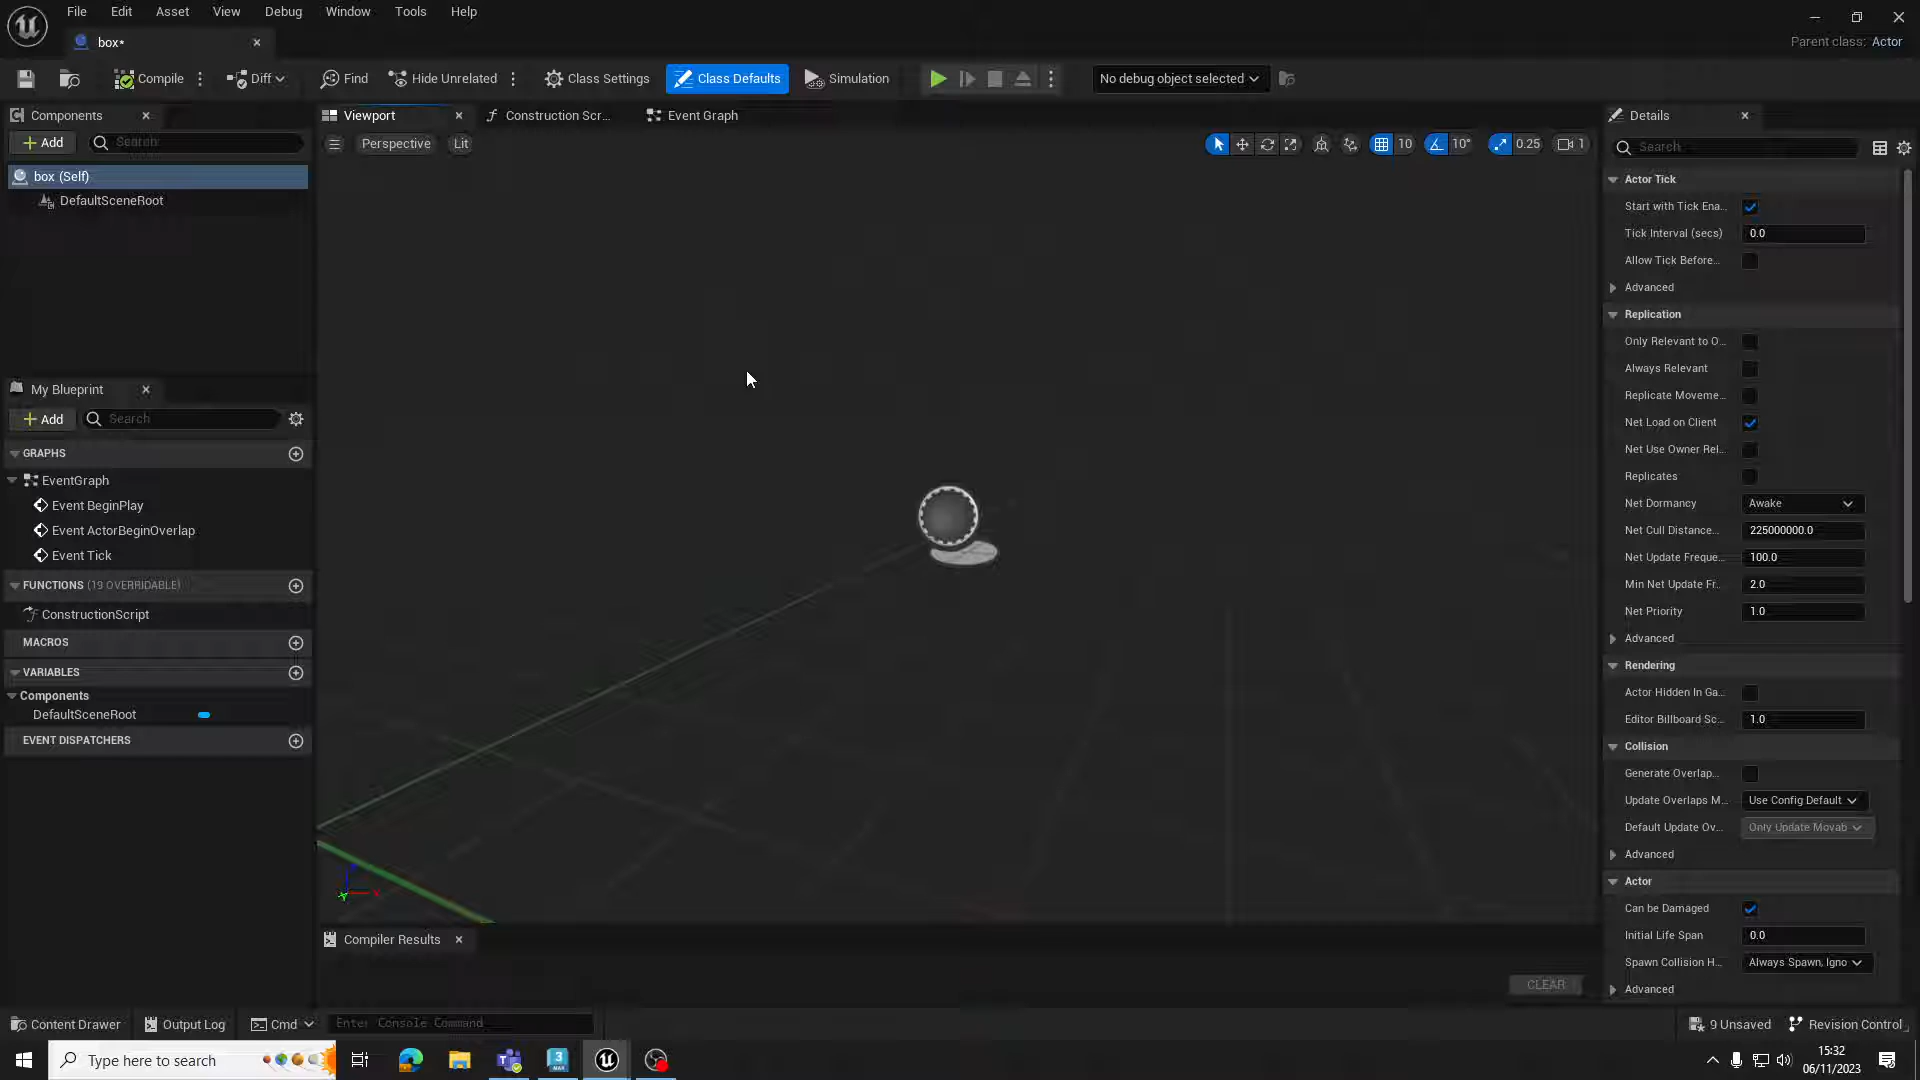 File Edit Asset View Debug Window Tools Help
box*
Parent class: Actor
Compile Diff Find Hide Unrelated Class Settings Class Defaults Simulation No debug object selected
Components
Add Search
box (Self)
DefaultSceneRoot
My Blueprint
Add Search
GRAPHS
EventGraph
Event BeginPlay
Event ActorBeginOverlap
Event Tick
FUNCTIONS (19 OVERRIDABLE)
ConstructionScript
MACROS
VARIABLES
Components
DefaultSceneRoot
EVENT DISPATCHERS
Viewport Construction Scr... Event Graph
Perspective Lit 10 10° 0.25 1
Compiler Results
CLEAR
Details
Search
Actor Tick
Start with Tick Ena...
Tick Interval (secs) 0.0
Allow Tick Before...
Advanced
Replication
Only Relevant to O...
Always Relevant
Replicate Moveme...
Net Load on Client
Net Use Owner Rel...
Replicates
Net Dormancy Awake
Net Cull Distance... 225000000.0
Net Update Freque... 100.0
Min Net Update Fr... 2.0
Net Priority 1.0
Advanced
Rendering
Actor Hidden In Ga...
Editor Billboard Sc... 1.0
Collision
Generate Overlap...
Update Overlaps M... Use Config Default
Default Update Ov... Only Update Movab
Advanced
Actor
Can be Damaged
Initial Life Span 0.0
Spawn Collision H... Always Spawn, Igno
Advanced
Content Drawer Output Log Cmd Enter Console Command 9 Unsaved Revision Control
Type here to search
15:32
06/11/2023